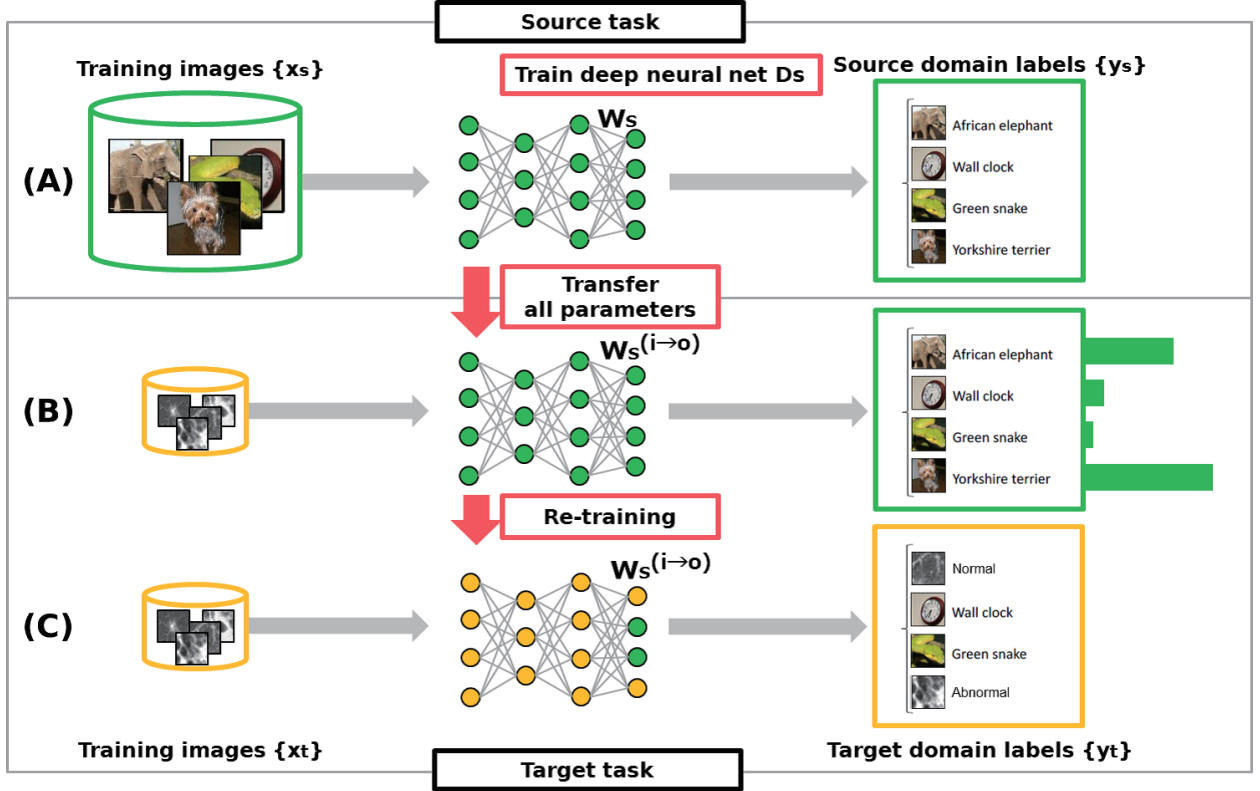 Source task
Training images {xs}
Train deep neural net Ds
Source domain labels {ys}
(A)
Ws
African elephant
Wall clock
Green snake
Yorkshire terrier
Transfer
all parameters
(B)
Ws(i→o)
African elephant
Wall clock
Green snake
Yorkshire terrier
Re-training
(C)
Ws(i→o)
Normal
Wall clock
Green snake
Abnormal
Training images {xt}
Target domain labels {yt}
Target task